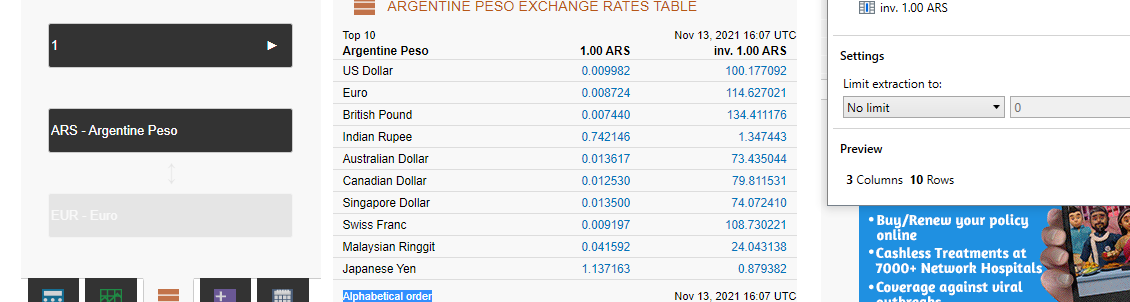 1
ARS - Argentine Peso
EUR - Euro
ARGENTINE PESO EXCHANGE RATES TABLE
Top 10 Nov 13, 2021 16:07 UTC
Argentine Peso 1.00 ARS inv. 1.00 ARS
US Dollar 0.009982 100.177092
Euro 0.008724 114.627021
British Pound 0.007440 134.411176
Indian Rupee 0.742146 1.347443
Australian Dollar 0.013617 73.435044
Canadian Dollar 0.012530 79.811531
Singapore Dollar 0.013500 74.072410
Swiss Franc 0.009197 108.730221
Malaysian Ringgit 0.041592 24.043138
Japanese Yen 1.137163 0.879382
Alphabetical order Nov 13, 2021 16:07 UTC
inv. 1.00 ARS
Settings
Limit extraction to:
No limit 0
Preview
3 Columns 10 Rows
•Buy/Renew your policy
online
•Cashless Treatments at
7000+ Network Hospitals
•Coverage against viral
outbreaks